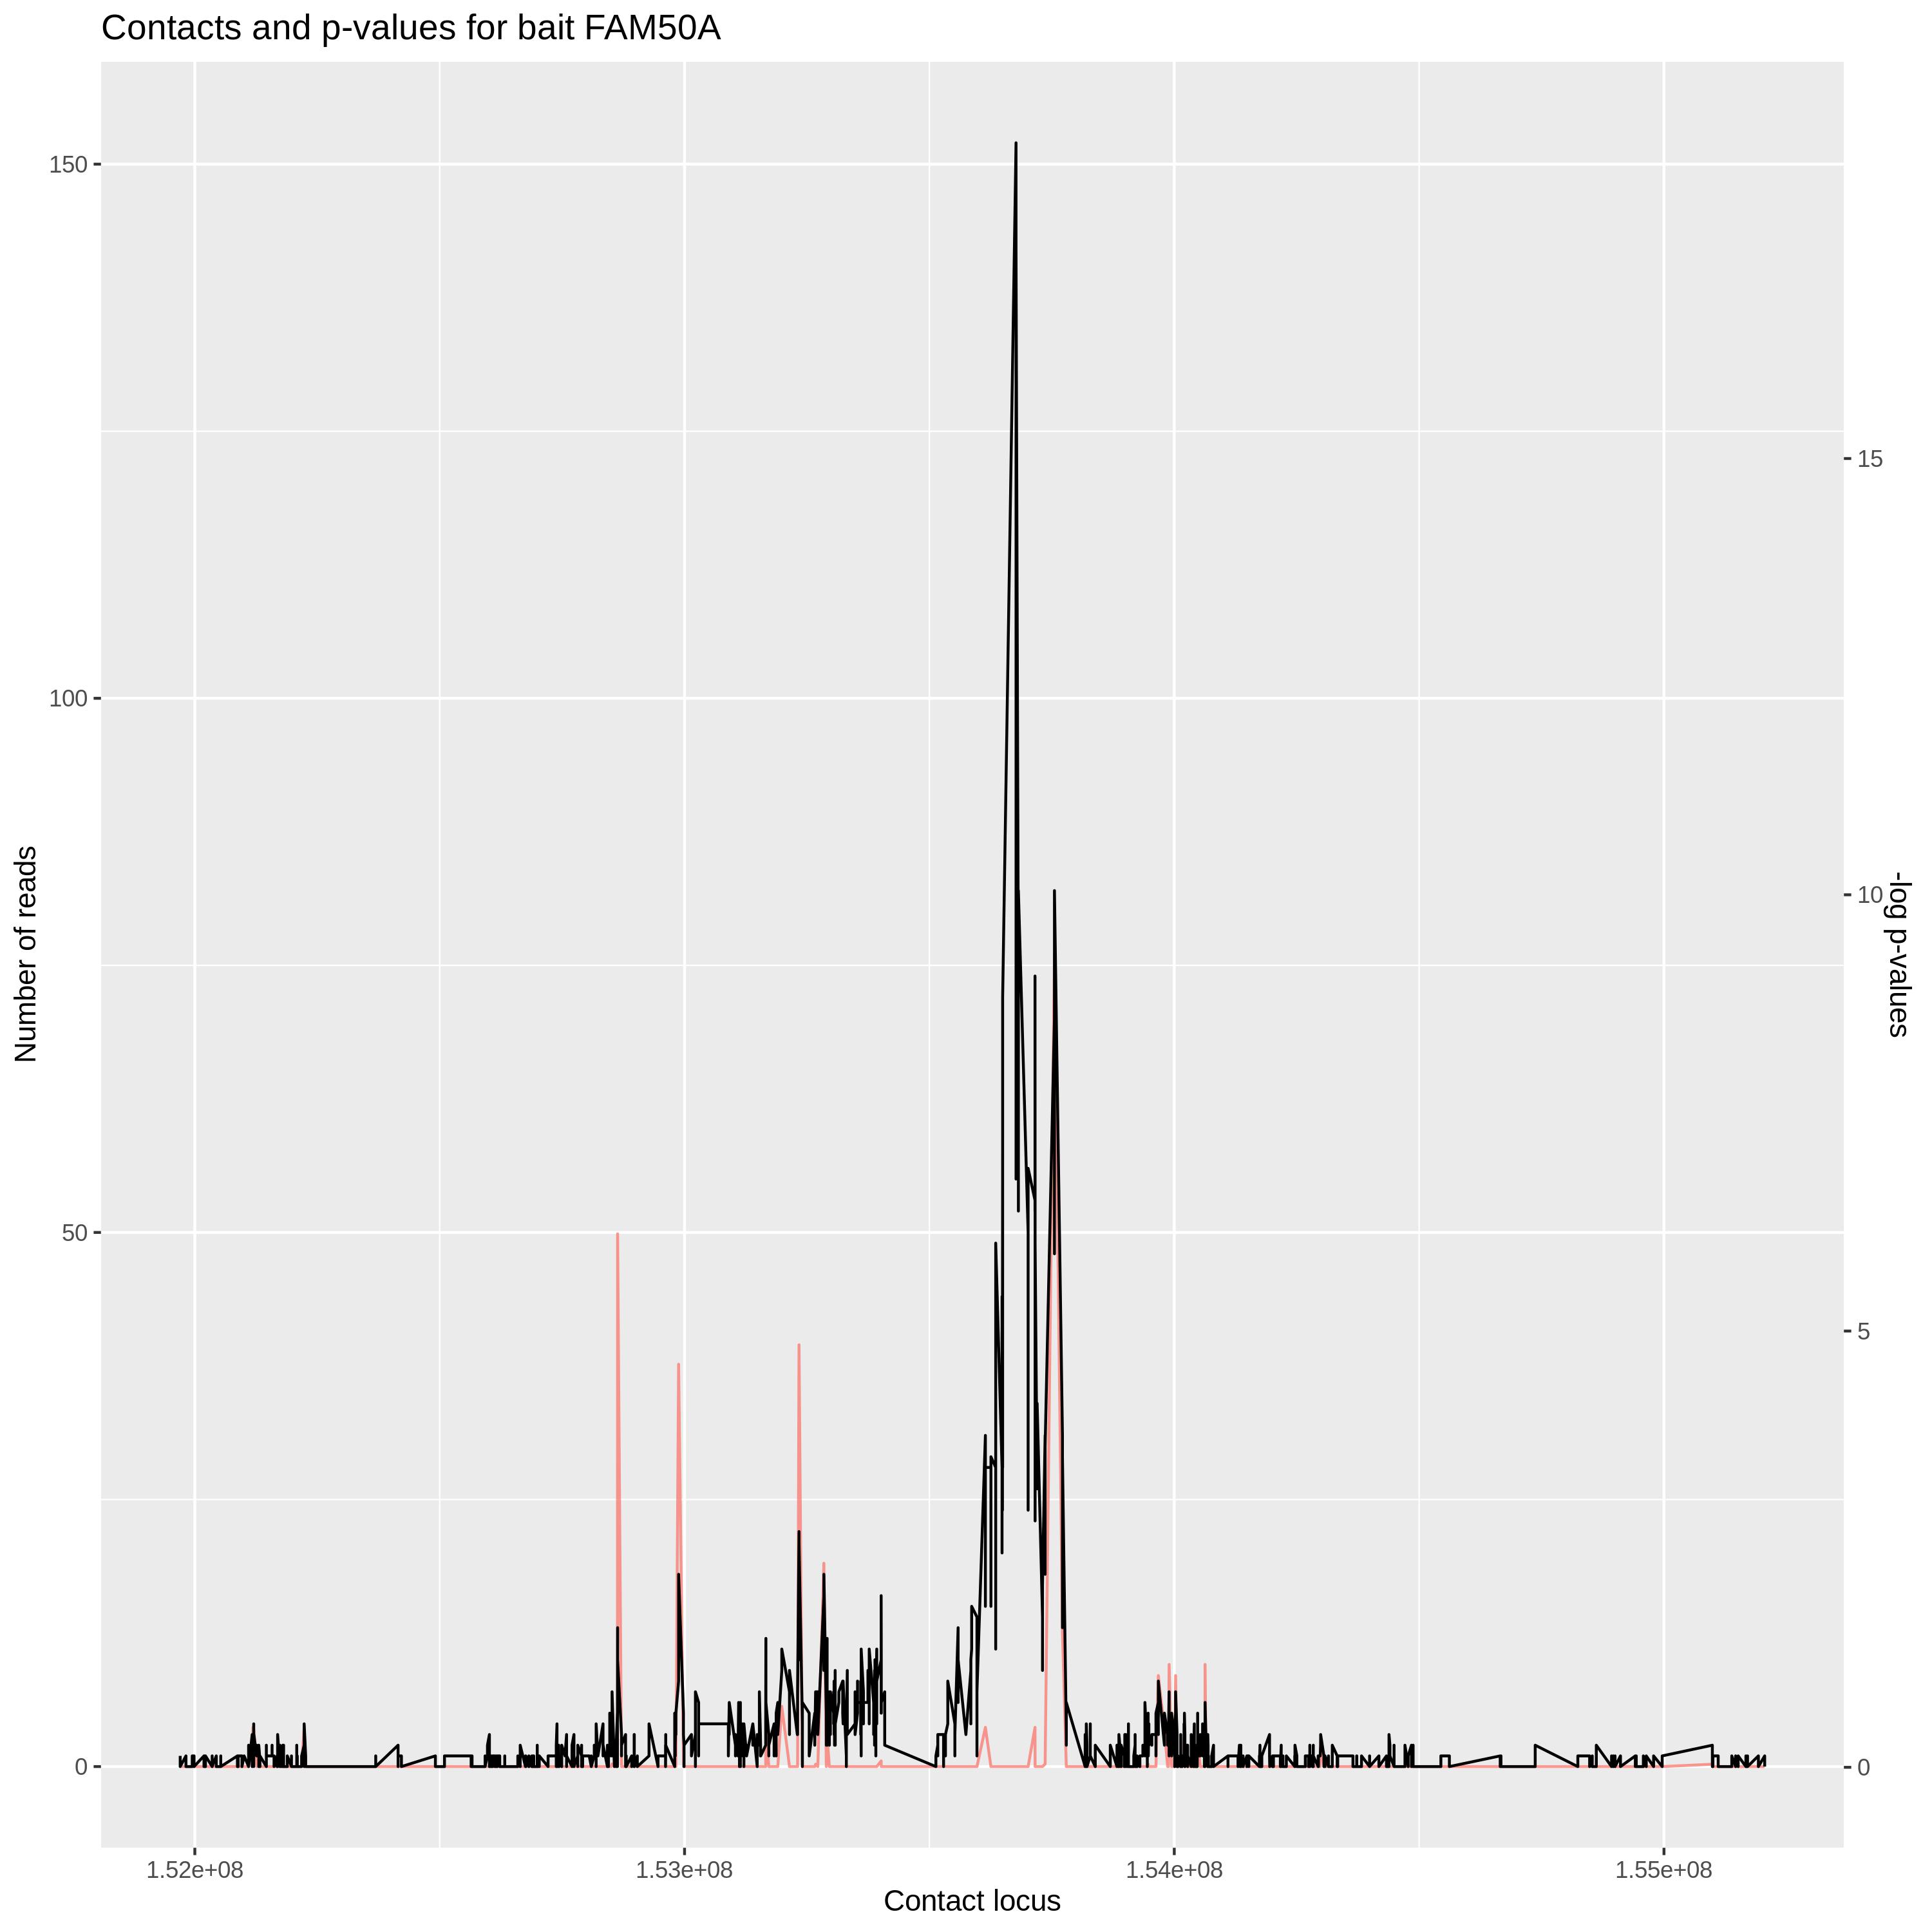 Contacts and p-values for bait FAM50A
150
100
50
0
Number of reads
15
10
5
0
-log p-values
1.52e+08
1.53e+08
1.54e+08
1.55e+08
Contact locus